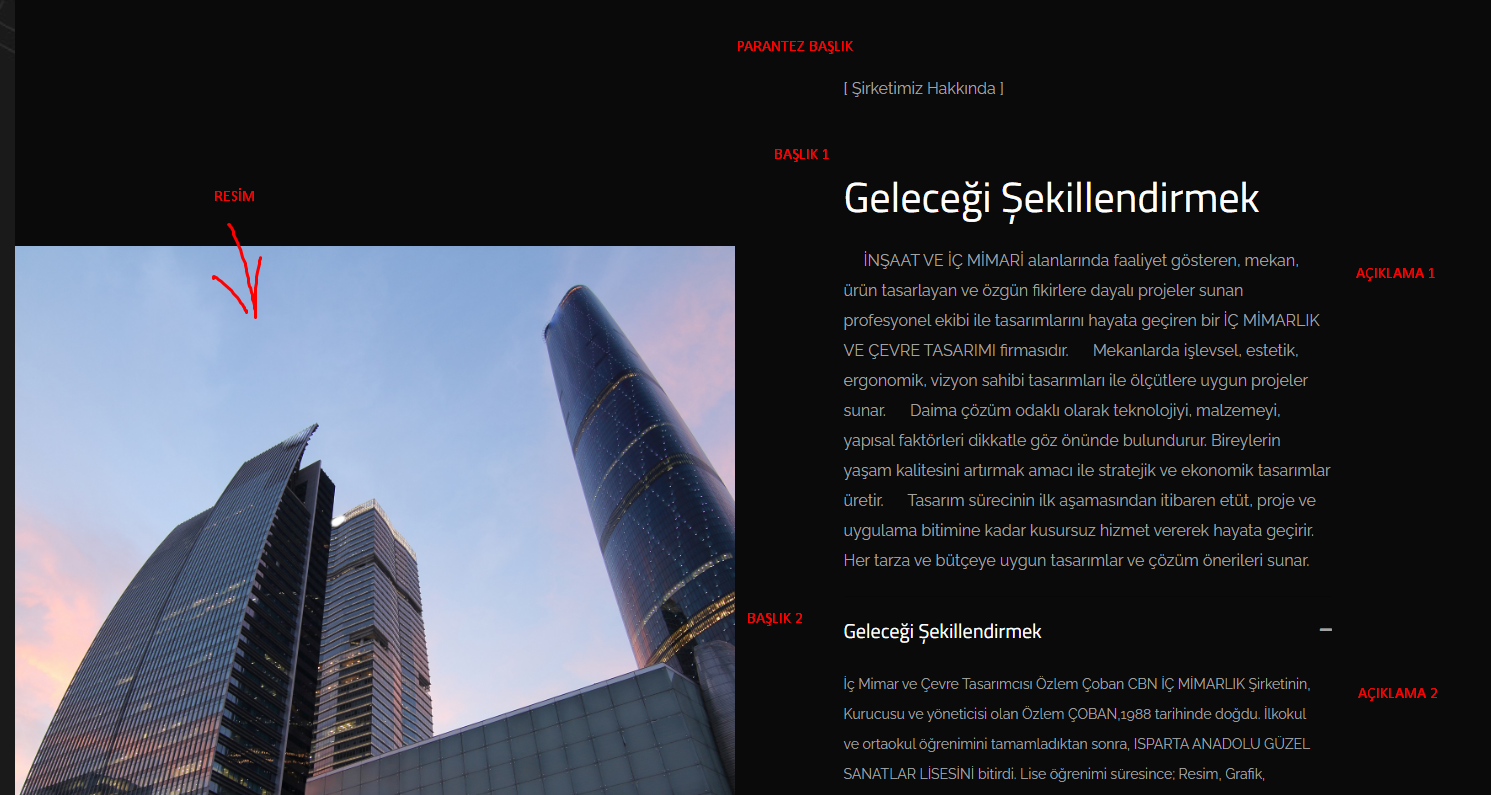 PARANTEZ BAŞLIK
[ Şirketimiz Hakkında ]
BAŞLIK 1
RESİM
Geleceği Şekillendirmek
İNŞAAT VE İÇ MİMARİ alanlarında faaliyet gösteren, mekan,
AÇIKLAMA 1
ürün tasarlayan ve özgün fikirlere dayalı projeler sunan
profesyonel ekibi ile tasarımlarını hayata geçiren bir İÇ MİMARLIK
VE ÇEVRE TASARIMI firmasıdır. Mekanlarda işlevsel, estetik,
ergonomik, vizyon sahibi tasarımları ile ölçütlere uygun projeler
sunar. Daima çözüm odaklı olarak teknolojiyi, malzemeyi,
yapısal faktörleri dikkatle göz önünde bulundurur. Bireylerin
yaşam kalitesini artırmak amacı ile stratejik ve ekonomik tasarımlar
üretir. Tasarım sürecinin ilk aşamasından itibaren etüt, proje ve
uygulama bitimine kadar kusursuz hizmet vererek hayata geçirir.
Her tarza ve bütçeye uygun tasarımlar ve çözüm önerileri sunar.
BAŞLIK 2
Geleceği Şekillendirmek
İç Mimar ve Çevre Tasarımcısı Özlem Çoban CBN İÇ MİMARLIK Şirketinin,
AÇIKLAMA 2
Kurucusu ve yöneticisi olan Özlem ÇOBAN,1988 tarihinde doğdu. İlkokul
ve ortaokul öğrenimini tamamladıktan sonra, ISPARTA ANADOLU GÜZEL
SANATLAR LİSESİNİ bitirdi. Lise öğrenimi süresince; Resim, Grafik,